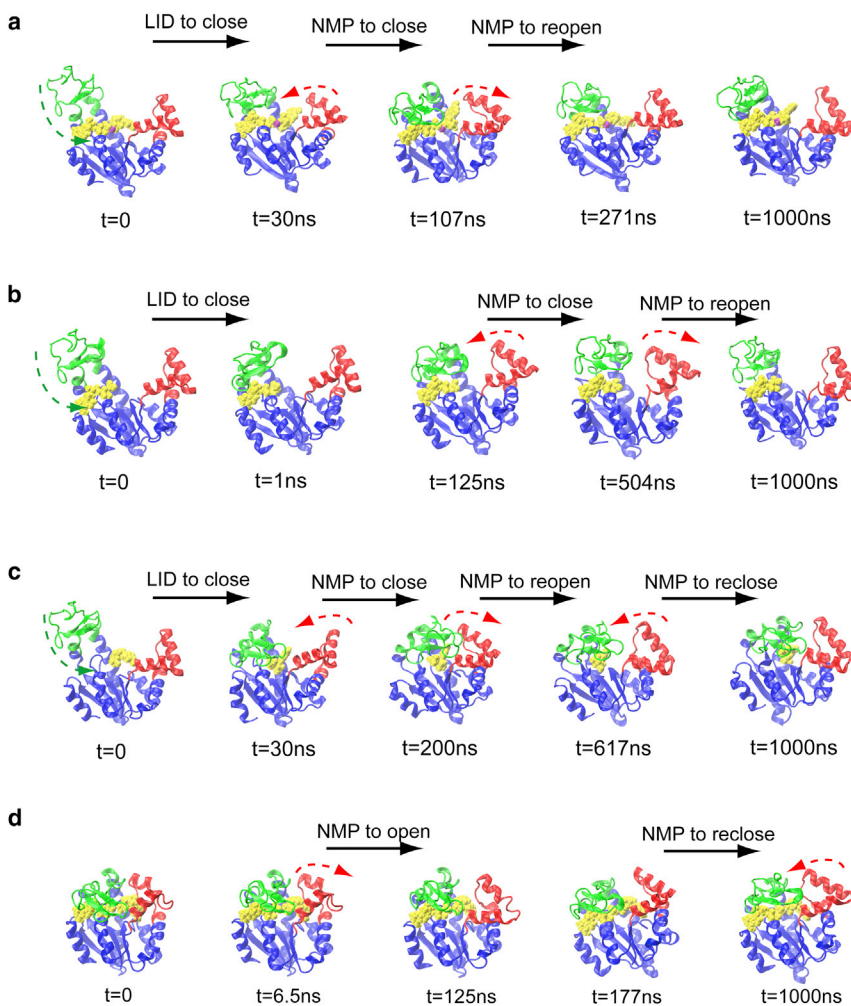 a
LID to close NMP to close NMP to reopen
t=0 t=30ns t=107ns t=271ns t=1000ns
b
LID to close NMP to close NMP to reopen
t=0 t=1ns t=125ns t=504ns t=1000ns
c
LID to close NMP to close NMP to reopen NMP to reclose
t=0 t=30ns t=200ns t=617ns t=1000ns
d
NMP to open NMP to reclose
t=0 t=6.5ns t=125ns t=177ns t=1000ns